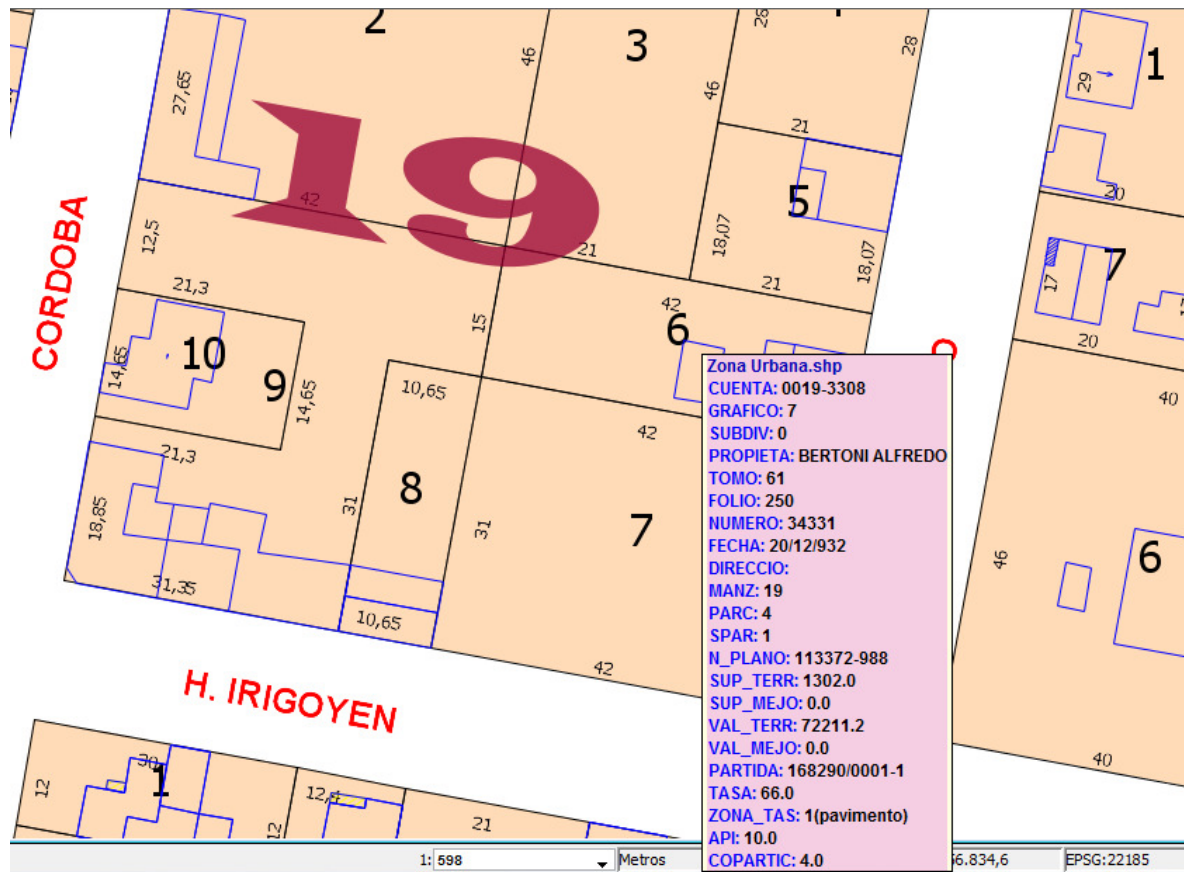 2
3
46
28
28
1
29
27,65
46
21
19
20
5
CORDOBA
42
18,07
18,07
12,5
21
21
7
17
21,3
42
15
6
20
10
9
14,65
14,65
10,65
42
40
21,3
8
7
31
31
18,85
46
6
31,35
10,65
42
H. IRIGOYEN
40
30
1
12
12,4
12
21
Zona Urbana.shp
CUENTA: 0019-3308
GRAFICO: 7
SUBDIV: 0
PROPIETA: BERTONI ALFREDO
TOMO: 61
FOLIO: 250
NUMERO: 34331
FECHA: 20/12/932
DIRECCIO:
MANZ: 19
PARC: 4
SPAR: 1
N_PLANO: 113372-988
SUP_TERR: 1302.0
SUP_MEJO: 0.0
VAL_TERR: 72211.2
VAL_MEJO: 0.0
PARTIDA: 168290/0001-1
TASA: 66.0
ZONA_TAS: 1(pavimento)
API: 10.0
COPARTIC: 4.0
1: 598
Metros
6.834,6
EPSG:22185